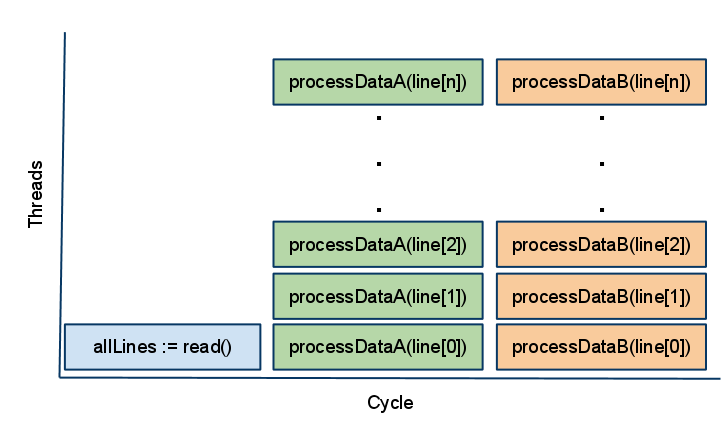 processDataA(line[n]) processDataB(line[n])
Threads
processDataA(line[2]) processDataB(line[2])
processDataA(line[1]) processDataB(line[1])
allLines := read() processDataA(line[0]) processDataB(line[0])
Cycle